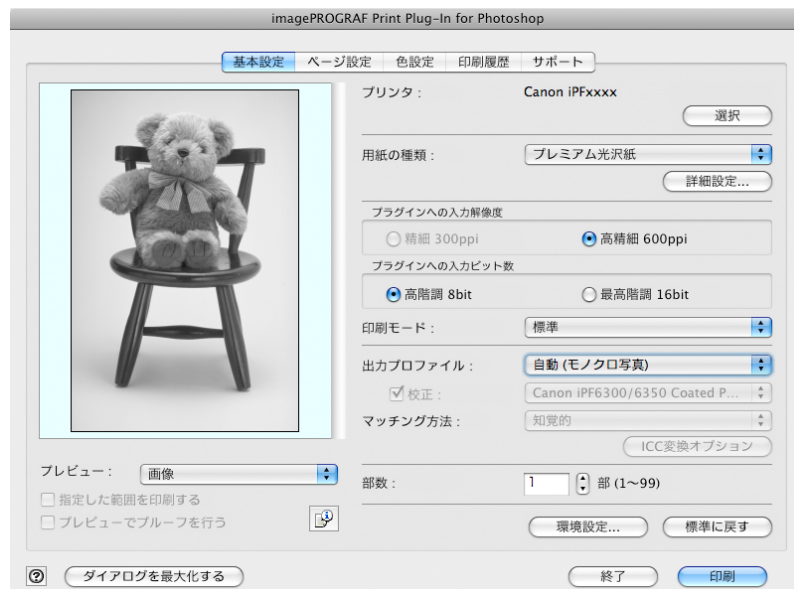 imagePROGRAF Print Plug-In for Photoshop
基本設定 ページ設定 色設定 印刷履歴 サポート
プリンタ： Canon iPFxxxx
選択
用紙の種類： プレミアム光沢紙
詳細設定...
プラグインへの入力解像度
精細 300ppi 高精細 600ppi
プラグインへの入力ビット数
高階調 8bit 最高階調 16bit
印刷モード： 標準
出力プロファイル： 自動 (モノクロ写真)
校正： Canon iPF6300/6350 Coated P...
マッチング方法： 知覚的
ICC変換オプション
プレビュー： 画像
指定した範囲を印刷する
プレビューでプルーフを行う
部数： 1 部 (1〜99)
環境設定... 標準に戻す
? ダイアログを最大化する 終了 印刷